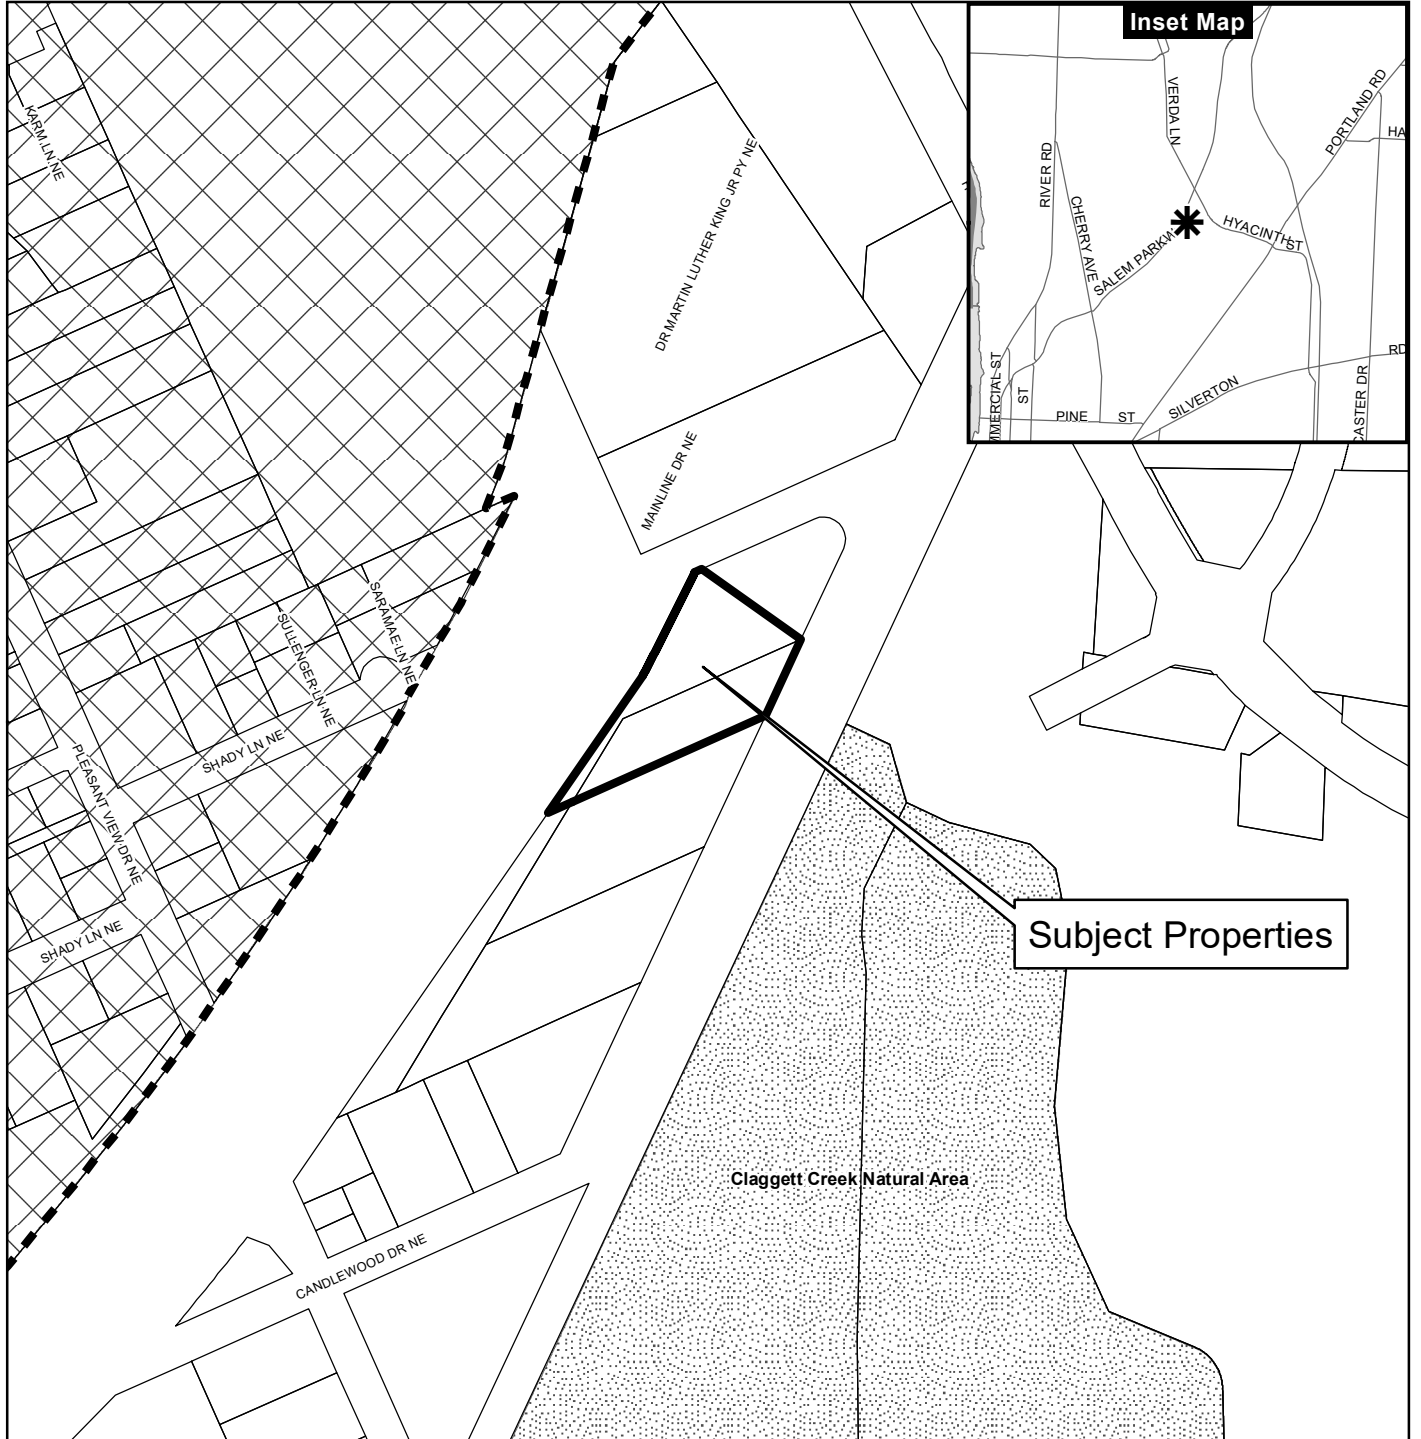 Inset Map
VERDA LN
PORTLAND RD
HA
RIVER RD
CHERRY AVE
HYACINTH ST
SALEM PARKW
RD
MMERCIAL ST
ST
SILVERTON
CASTER DR
PINE ST
KARM LN NE
DR MARTIN LUTHER KING JR PY NE
MAINLINE DR NE
SARAMAE LN NE
SULLENGER LN NE
SHADY LN NE
PLEASANT VIEW DR NE
SHADY LN NE
Subject Properties
Claggett Creek Natural Area
CANDLEWOOD DR NE